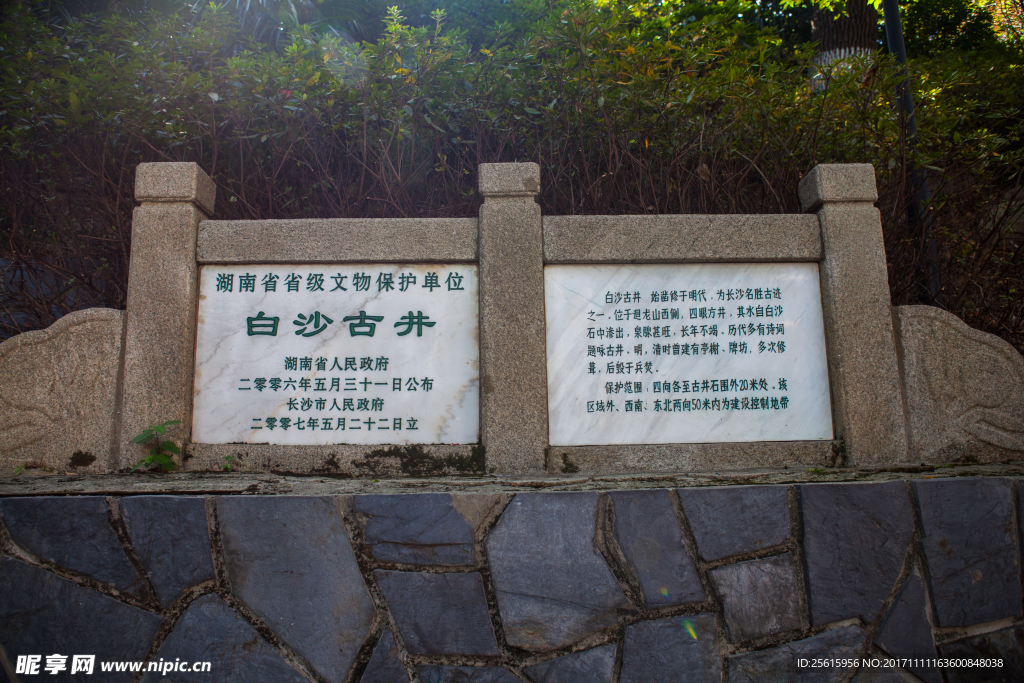 湖南省省级文物保护单位
白沙古井
湖南省人民政府
二零零六年五月三十一日公布
长沙市人民政府
二零零七年五月二十二日立
白沙古井 始凿修于明代,为长沙名胜古迹
之一,位于迴龙山西侧,四眼方井,其水自白沙
石中渗出,泉脉甚旺,长年不竭。历代多有诗词
题咏古井。明,清时曾建有亭榭、牌坊,多次修
葺,后毁于兵焚。
保护范围,四向各至古井石围外20米处。该
区域外、西南、东北两向50米内为建设控制地带
昵享网 www.nipic.cn
ID:25615956 NO:20171111163600848038